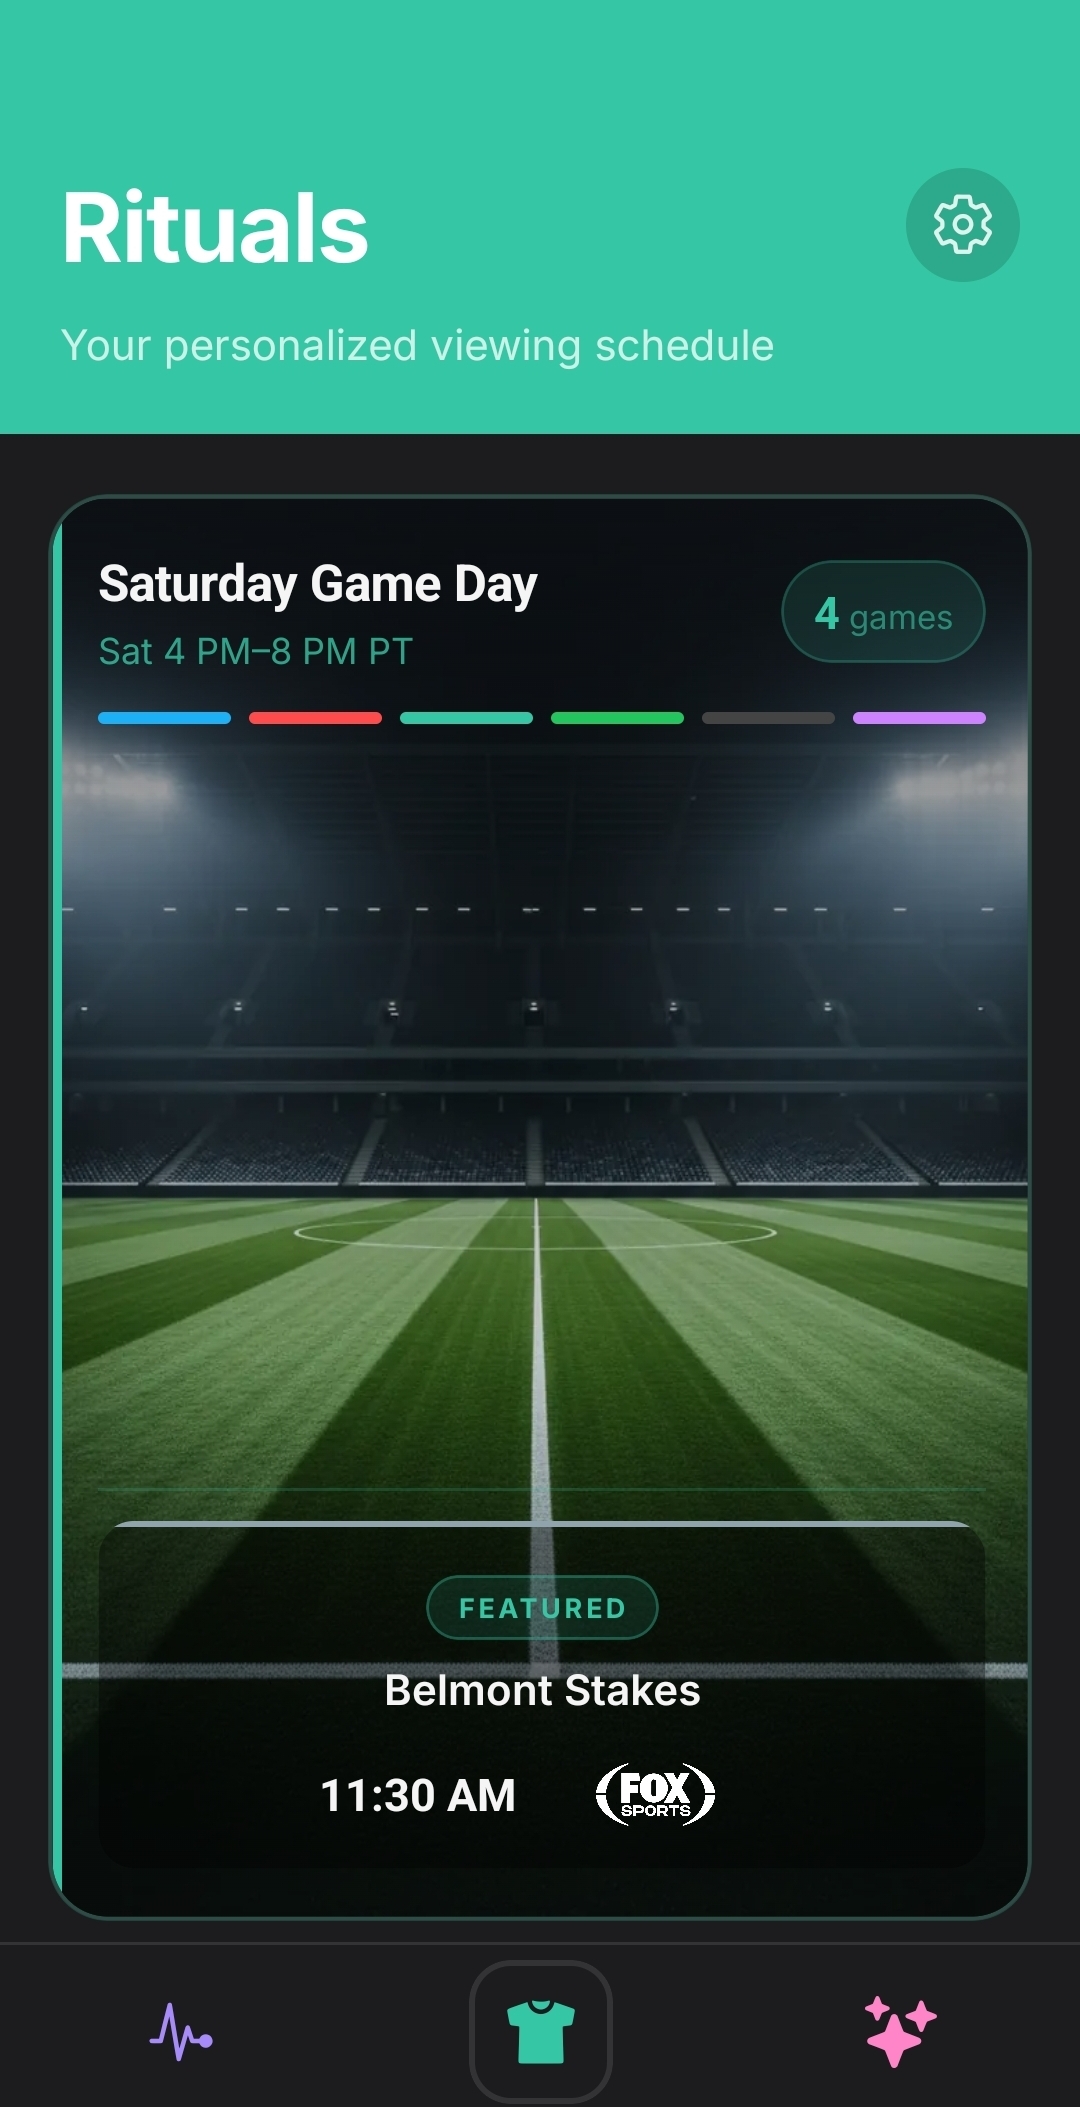 Rituals
Your personalized viewing schedule
Saturday Game Day
4 games
Sat 4 PM–8 PM PT
FEATURED
Belmont Stakes
11:30 AM
FOX
SPORTS